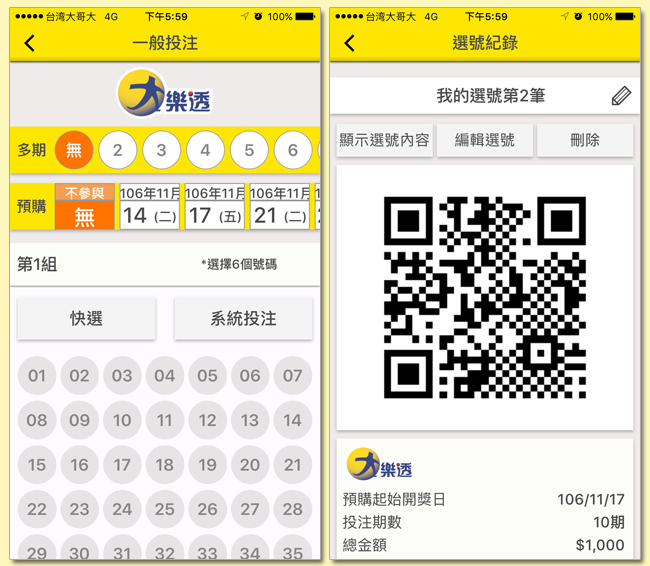 ●●●●● 台湾大哥大 4G 下午5:59 100%
一般投注
大樂透
多期 無 2 3 4 5 6
不參與 106年11月 106年11月 106年11月
預購 無 14 (二) 17 (五) 21 (二)
第1組 *選擇6個號碼
快選 系統投注
01 02 03 04 05 06 07
08 09 10 11 12 13 14
15 16 17 18 19 20 21
22 23 24 25 26 27 28
29 30 31 32 33 34 35
●●●●● 台湾大哥大 4G 下午5:59 100%
選號紀錄
我的選號第2筆
顯示選號內容 編輯選號 刪除
大樂透
預購起始開獎日 106/11/17
投注期數 10期
總金額 $1,000